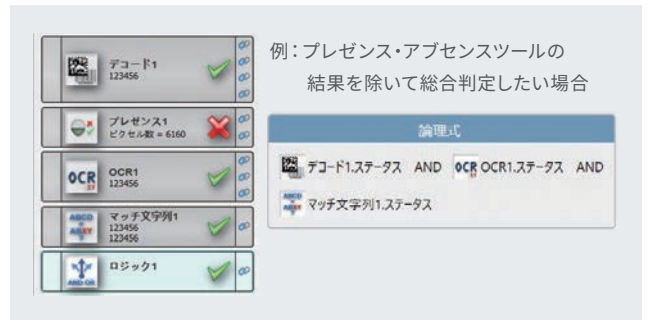 デコード1
123456
プレゼンス1
ピクセル数 = 6160
OCR
XY
OCR1
123456
ABCD
ABXY
マッチ文字列1
123456
123456
AND OR
ロジック1
例：プレゼンス・アブセンスツールの
結果を除いて総合判定したい場合
論理式
デコード1.ステータス AND OCR OCR1.ステータス AND
ABCD
ABXY
マッチ文字列1.ステータス